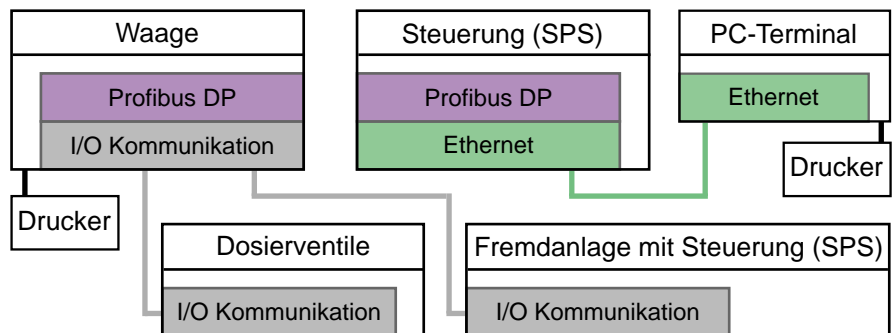 Waage
Profibus DP
I/O Kommunikation
Drucker
Steuerung (SPS)
Profibus DP
Ethernet
PC-Terminal
Ethernet
Drucker
Dosierventile
I/O Kommunikation
Fremdanlage mit Steuerung (SPS)
I/O Kommunikation